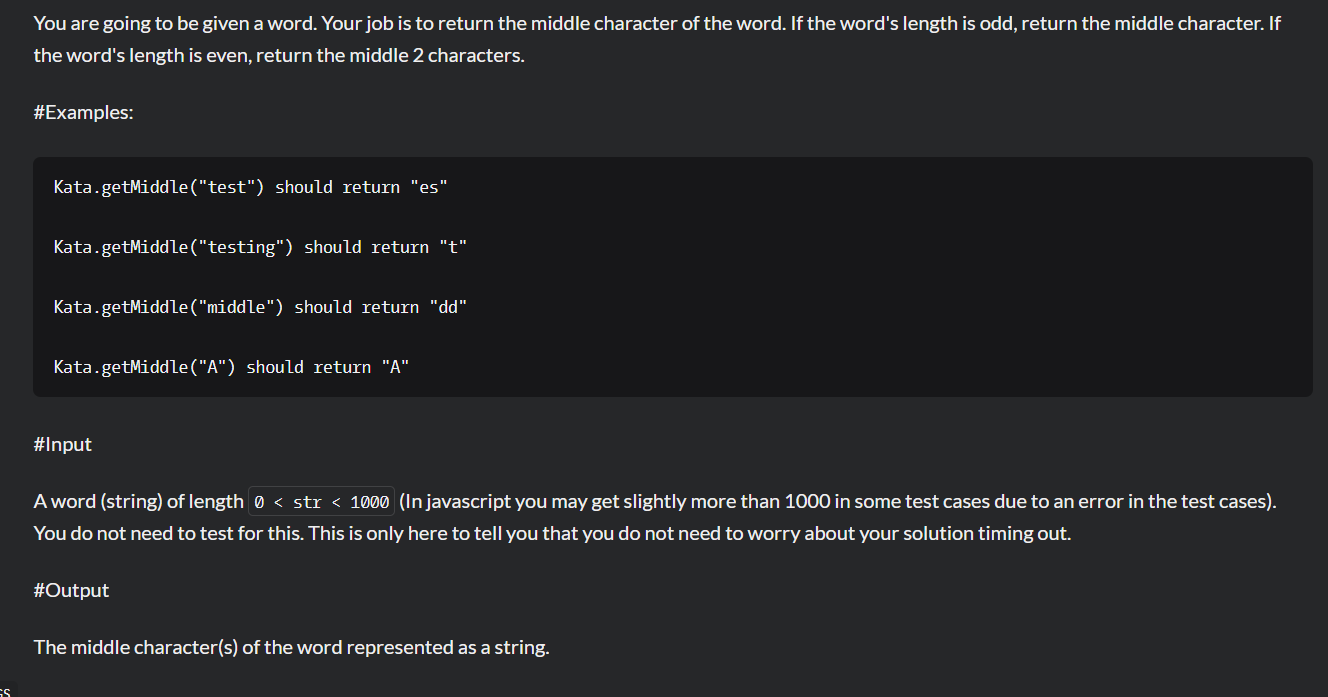 You are going to be given a word. Your job is to return the middle character of the word. If the word's length is odd, return the middle character. If
the word's length is even, return the middle 2 characters.
#Examples:
Kata.getMiddle("test") should return "es"
Kata.getMiddle("testing") should return "t"
Kata.getMiddle("middle") should return "dd"
Kata.getMiddle("A") should return "A"
#Input
A word (string) of length 0 < str < 1000 (In javascript you may get slightly more than 1000 in some test cases due to an error in the test cases).
You do not need to test for this. This is only here to tell you that you do not need to worry about your solution timing out.
#Output
The middle character(s) of the word represented as a string.